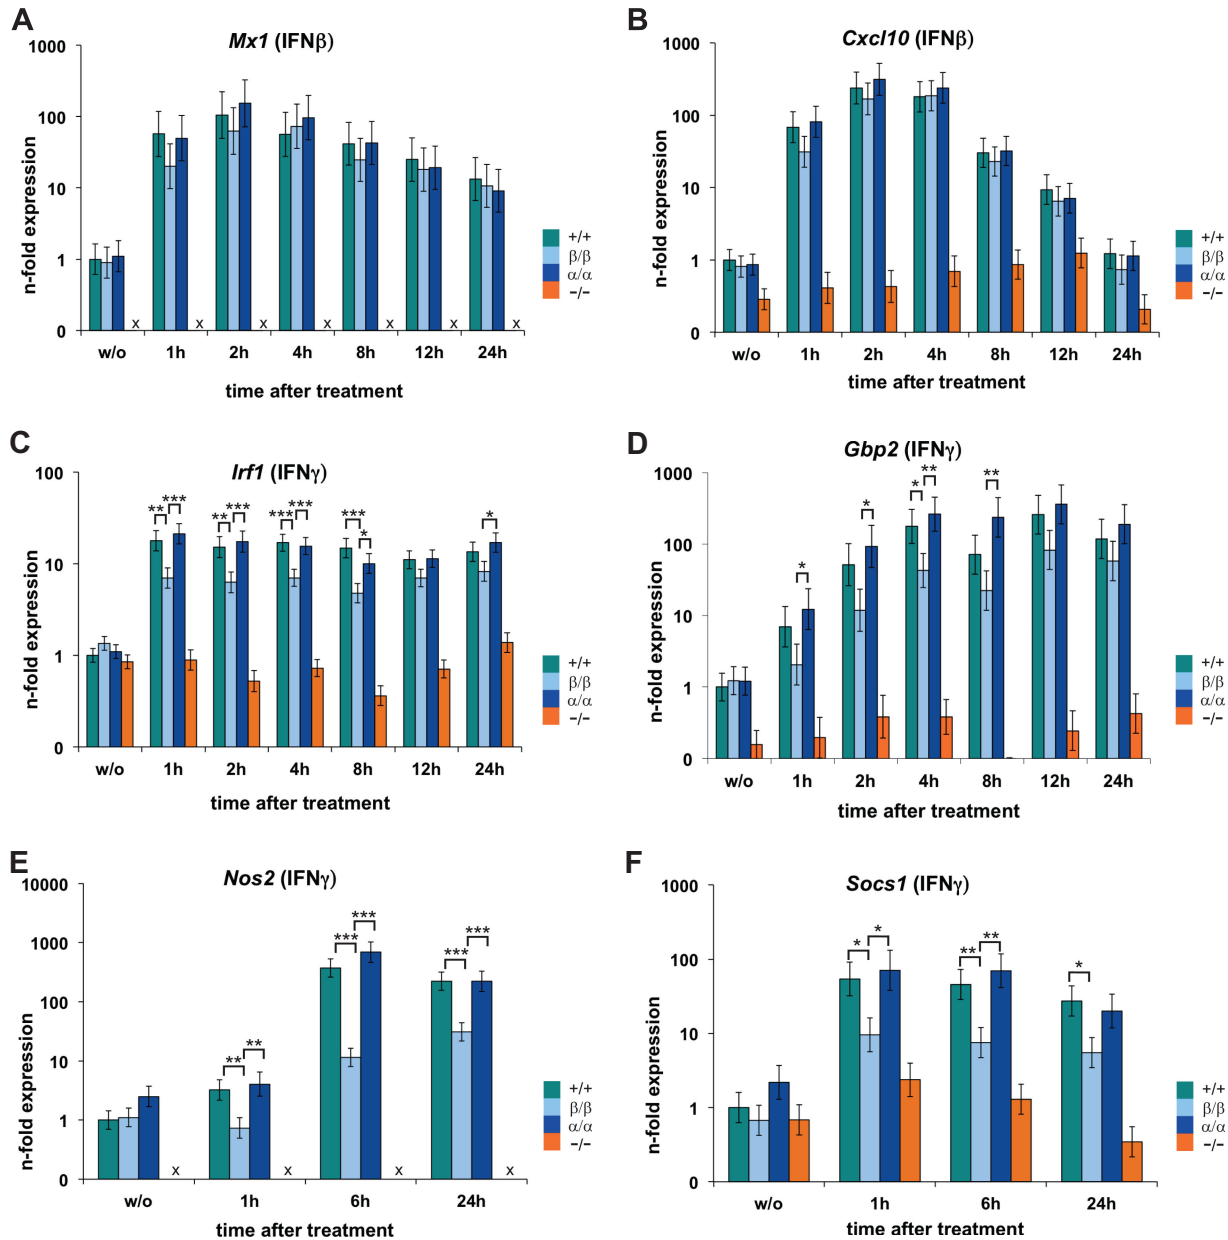 A
Mx1 (IFNβ)
n-fold expression
1000
100
10
1
0
x x x x x x x
w/o 1h 2h 4h 8h 12h 24h
time after treatment
+/+
β/β
α/α
−/−
B
Cxcl10 (IFNβ)
n-fold expression
1000
100
10
1
0
w/o 1h 2h 4h 8h 12h 24h
time after treatment
+/+
β/β
α/α
−/−
C
Irf1 (IFNγ)
n-fold expression
100
10
1
0
** *** ** *** *** *** *** * *
w/o 1h 2h 4h 8h 12h 24h
time after treatment
+/+
β/β
α/α
−/−
D
Gbp2 (IFNγ)
n-fold expression
1000
100
10
1
0
* * * ** **
w/o 1h 2h 4h 8h 12h 24h
time after treatment
+/+
β/β
α/α
−/−
E
Nos2 (IFNγ)
n-fold expression
10000
1000
100
10
1
0
** ** *** *** *** ***
x x x x
w/o 1h 6h 24h
time after treatment
+/+
β/β
α/α
−/−
F
Socs1 (IFNγ)
n-fold expression
1000
100
10
1
0
* * ** ** *
w/o 1h 6h 24h
time after treatment
+/+
β/β
α/α
−/−